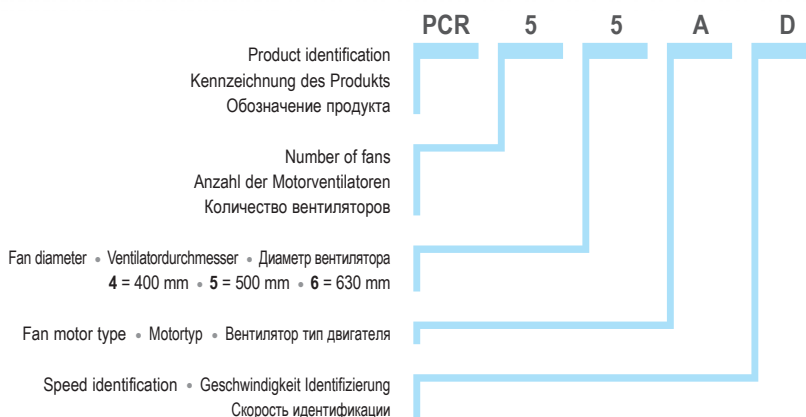 PCR 5 5 A D
Product identification
Kennzeichnung des Produkts
Обозначение продукта
Number of fans
Anzahl der Motorventilatoren
Количество вентиляторов
Fan diameter • Ventilatordurchmesser • Диаметр вентилятора
4 = 400 mm • 5 = 500 mm • 6 = 630 mm
Fan motor type • Motortyp • Вентилятор тип двигателя
Speed identification • Geschwindigkeit Identifizierung
Скорость идентификации